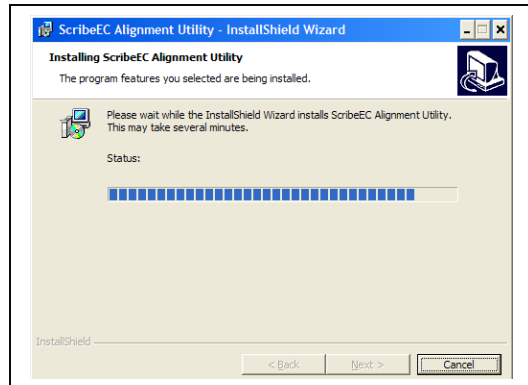 ScribeEC Alignment Utility - InstallShield Wizard
Installing ScribeEC Alignment Utility
The program features you selected are being installed.
Please wait while the InstallShield Wizard installs ScribeEC Alignment Utility.
This may take several minutes.
Status:
InstallShield
< Back Next > Cancel